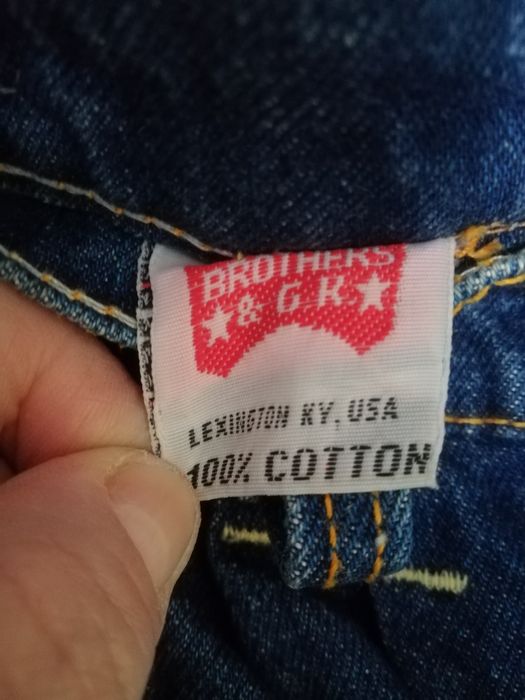 BROTHERS
★ & G K ★
LEXINGTON KY, USA
100% COTTON